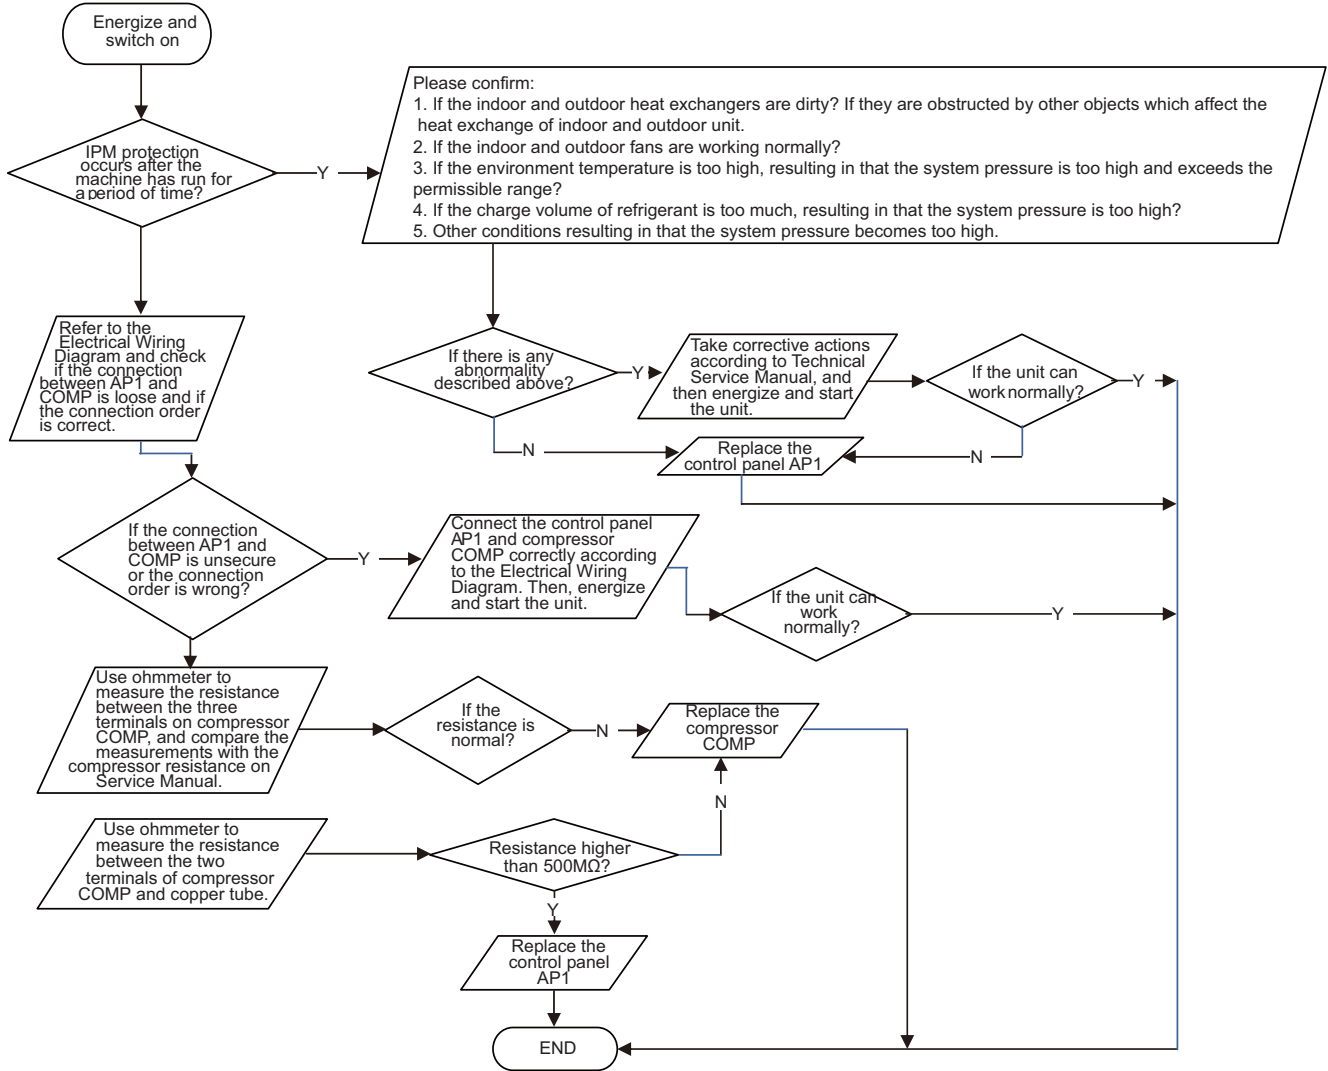 Energize and
switch on
IPM protection
occurs after the
machine has run for
a period of time?
Y
Please confirm:
1. If the indoor and outdoor heat exchangers are dirty? If they are obstructed by other objects which affect the
heat exchange of indoor and outdoor unit.
2. If the indoor and outdoor fans are working normally?
3. If the environment temperature is too high, resulting in that the system pressure is too high and exceeds the
permissible range?
4. If the charge volume of refrigerant is too much, resulting in that the system pressure is too high?
5. Other conditions resulting in that the system pressure becomes too high.
Refer to the
Electrical Wiring
Diagram and check
if the connection
between AP1 and
COMP is loose and if
the connection order
is correct.
If there is any
abnormality
described above?
Y
Take corrective actions
according to Technical
Service Manual, and
then energize and start
the unit.
If the unit can
work normally?
Y
N
Replace the
control panel AP1
N
If the connection
between AP1 and
COMP is unsecure
or the connection
order is wrong?
Y
Connect the control panel
AP1 and compressor
COMP correctly according
to the Electrical Wiring
Diagram. Then, energize
and start the unit.
If the unit can
work
normally?
Y
Use ohmmeter to
measure the resistance
between the three
terminals on compressor
COMP, and compare the
measurements with the
compressor resistance on
Service Manual.
If the
resistance is
normal?
N
Replace the
compressor
COMP
N
Use ohmmeter to
measure the resistance
between the two
terminals of compressor
COMP and copper tube.
Resistance higher
than 500MΩ?
Y
Replace the
control panel
AP1
END